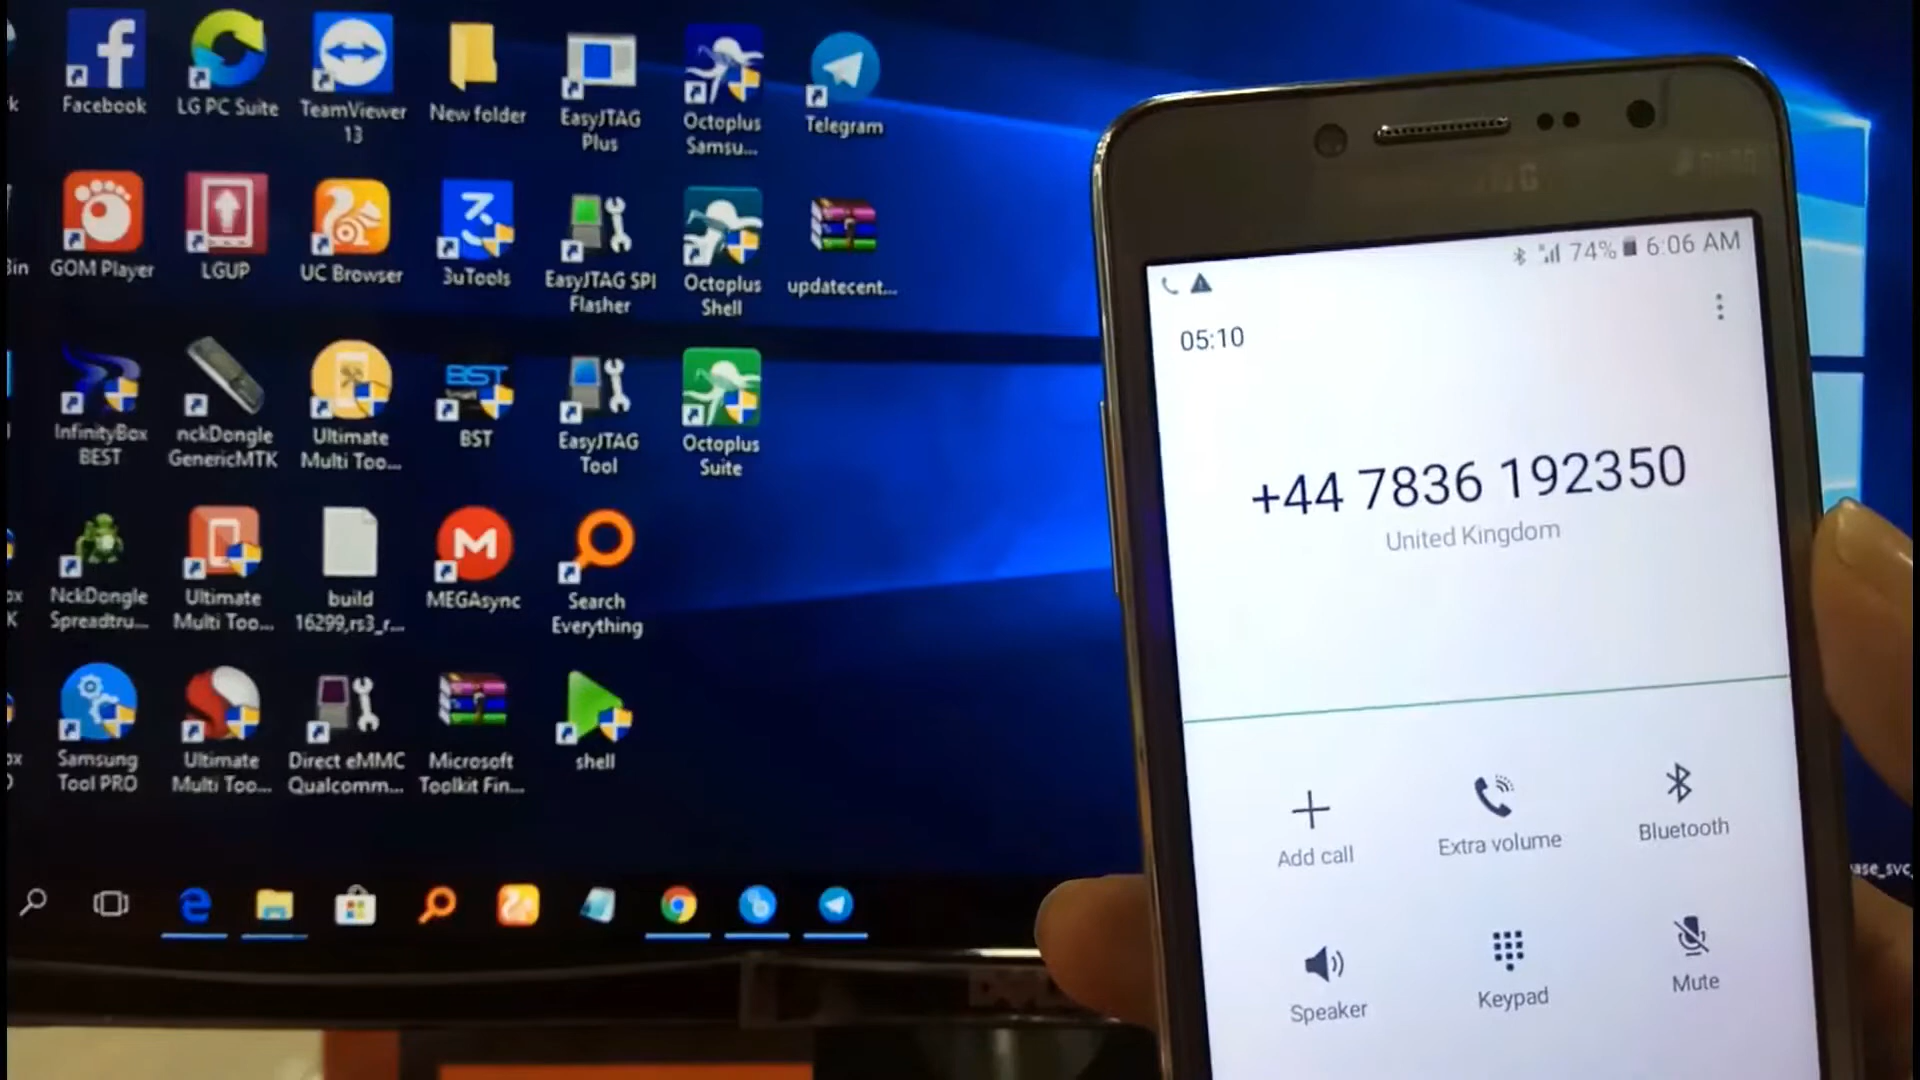 Facebook
LG PC Suite
TeamViewer
13
New folder
EasyJTAG
Plus
Octoplus
Samsu...
Telegram
Bin
GOM Player
LGUP
UC Browser
3uTools
EasyJTAG SPI
Flasher
Octoplus
Shell
updatecent...
InfinityBox
BEST
nckDongle
GenericMTK
Ultimate
Multi Too...
BST
BST
EasyJTAG
Tool
Octoplus
Suite
NckDongle
Spreadtru...
Ultimate
Multi Too...
build
16299,rs3_r...
MEGAsync
Search
Everything
Samsung
Tool PRO
Ultimate
Multi Too...
Direct eMMC
Qualcomm...
Microsoft
Toolkit Fin...
shell
74% 6:06 AM
05:10
+44 7836 192350
United Kingdom
Add call
Extra volume
Bluetooth
Speaker
Keypad
Mute